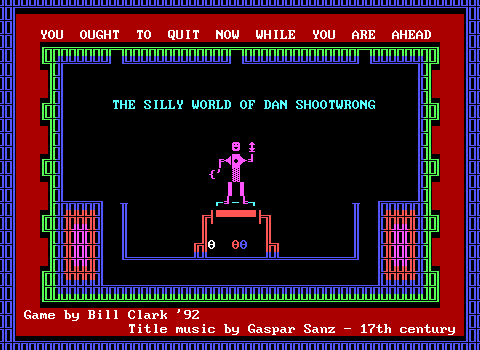 YOU OUGHT TO QUIT NOW WHILE YOU ARE AHEAD
THE SILLY WORLD OF DAN SHOOTWRONG
Game by Bill Clark '92
Title music by Gaspar Sanz - 17th century